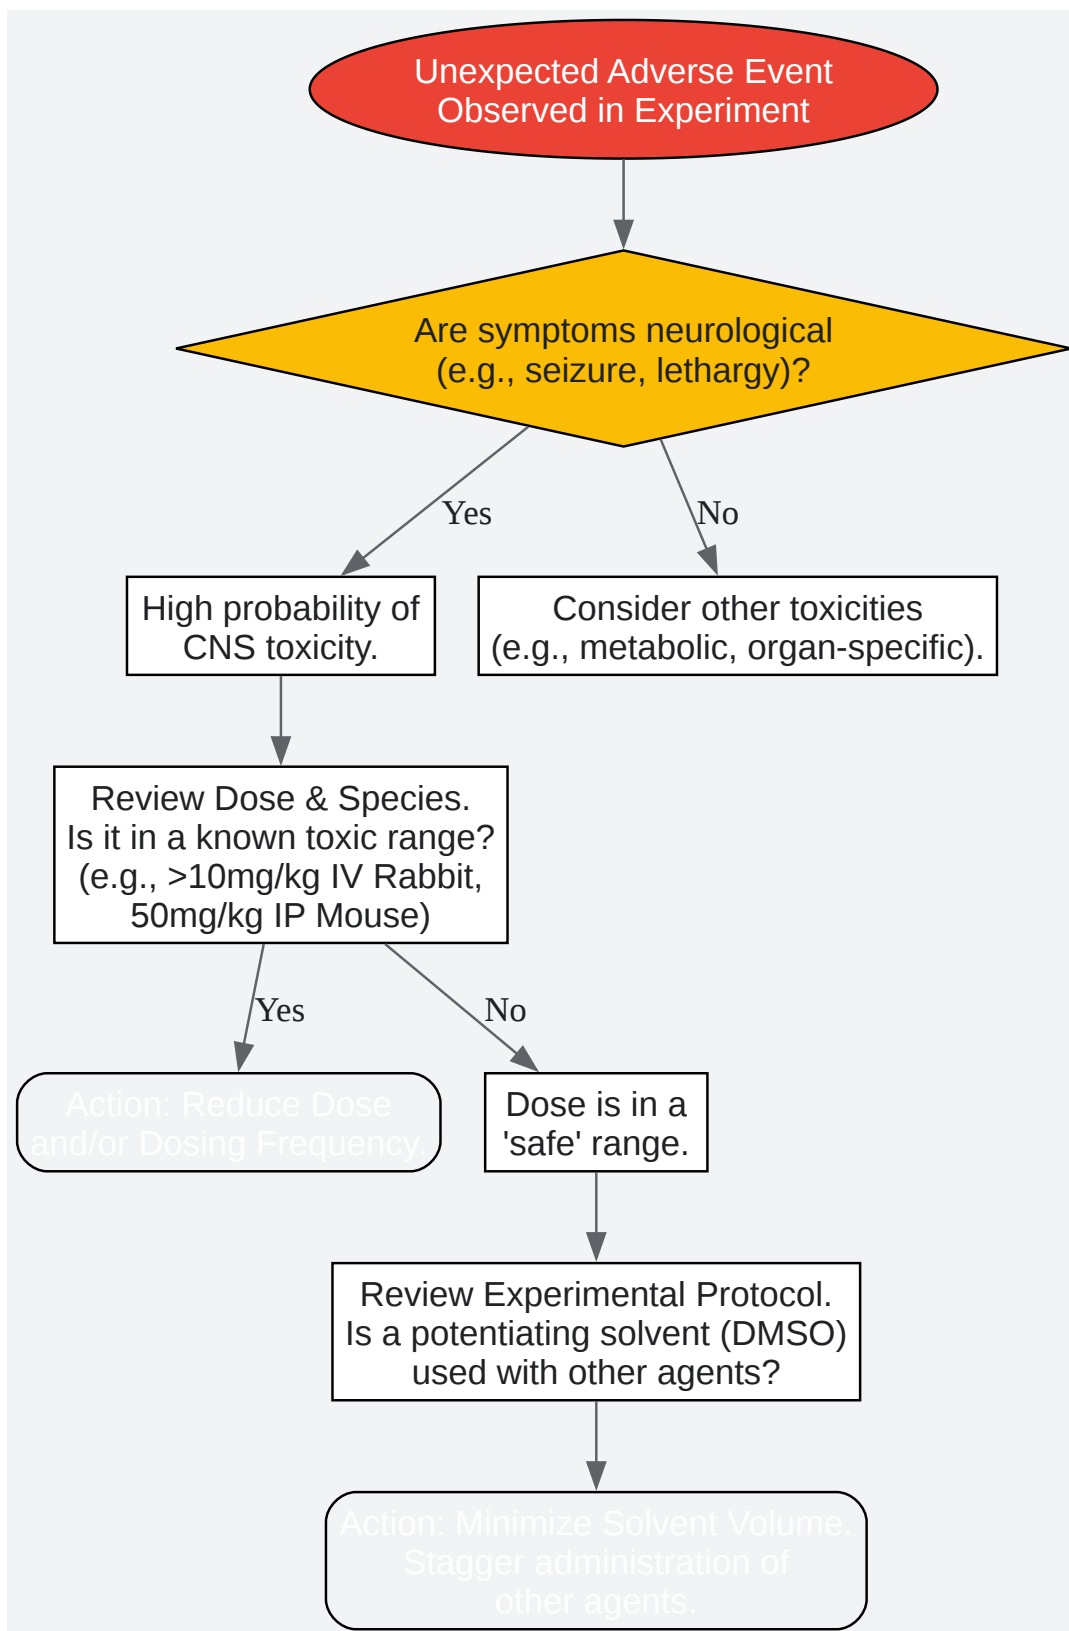 Unexpected Adverse Event
Observed in Experiment
Are symptoms neurological
(e.g., seizure, lethargy)?
Yes
No
High probability of
CNS toxicity.
Consider other toxicities
(e.g., metabolic, organ-specific).
Review Dose & Species.
Is it in a known toxic range?
(e.g., >10mg/kg IV Rabbit,
50mg/kg IP Mouse)
Yes
No
Action: Reduce Dose
and/or Dosing Frequency.
Dose is in a
'safe' range.
Review Experimental Protocol.
Is a potentiating solvent (DMSO)
used with other agents?
Action: Minimize Solvent Volume.
Stagger administration of
other agents.